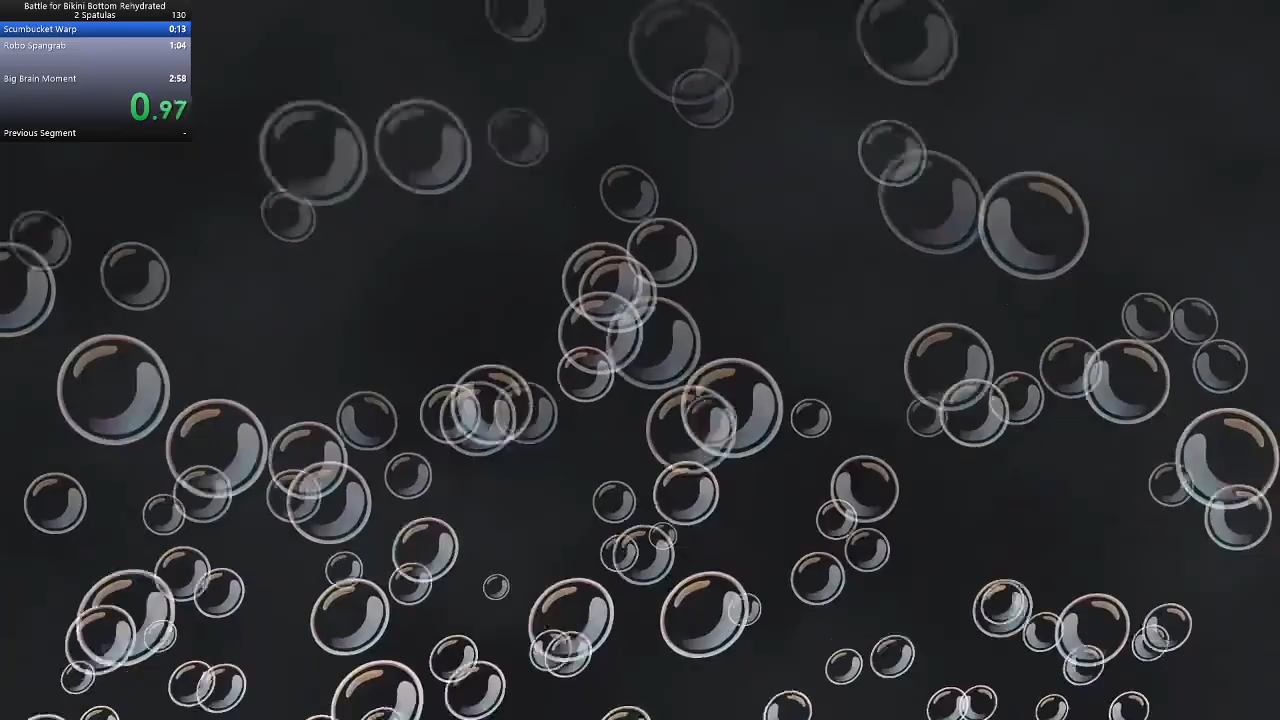 Battle for Bikini Bottom Rehydrated
2 Spatulas 130
Scumbucket Warp 0:13
Robo Spangrab 1:04
Big Brain Moment 2:58
0.97
Previous Segment -